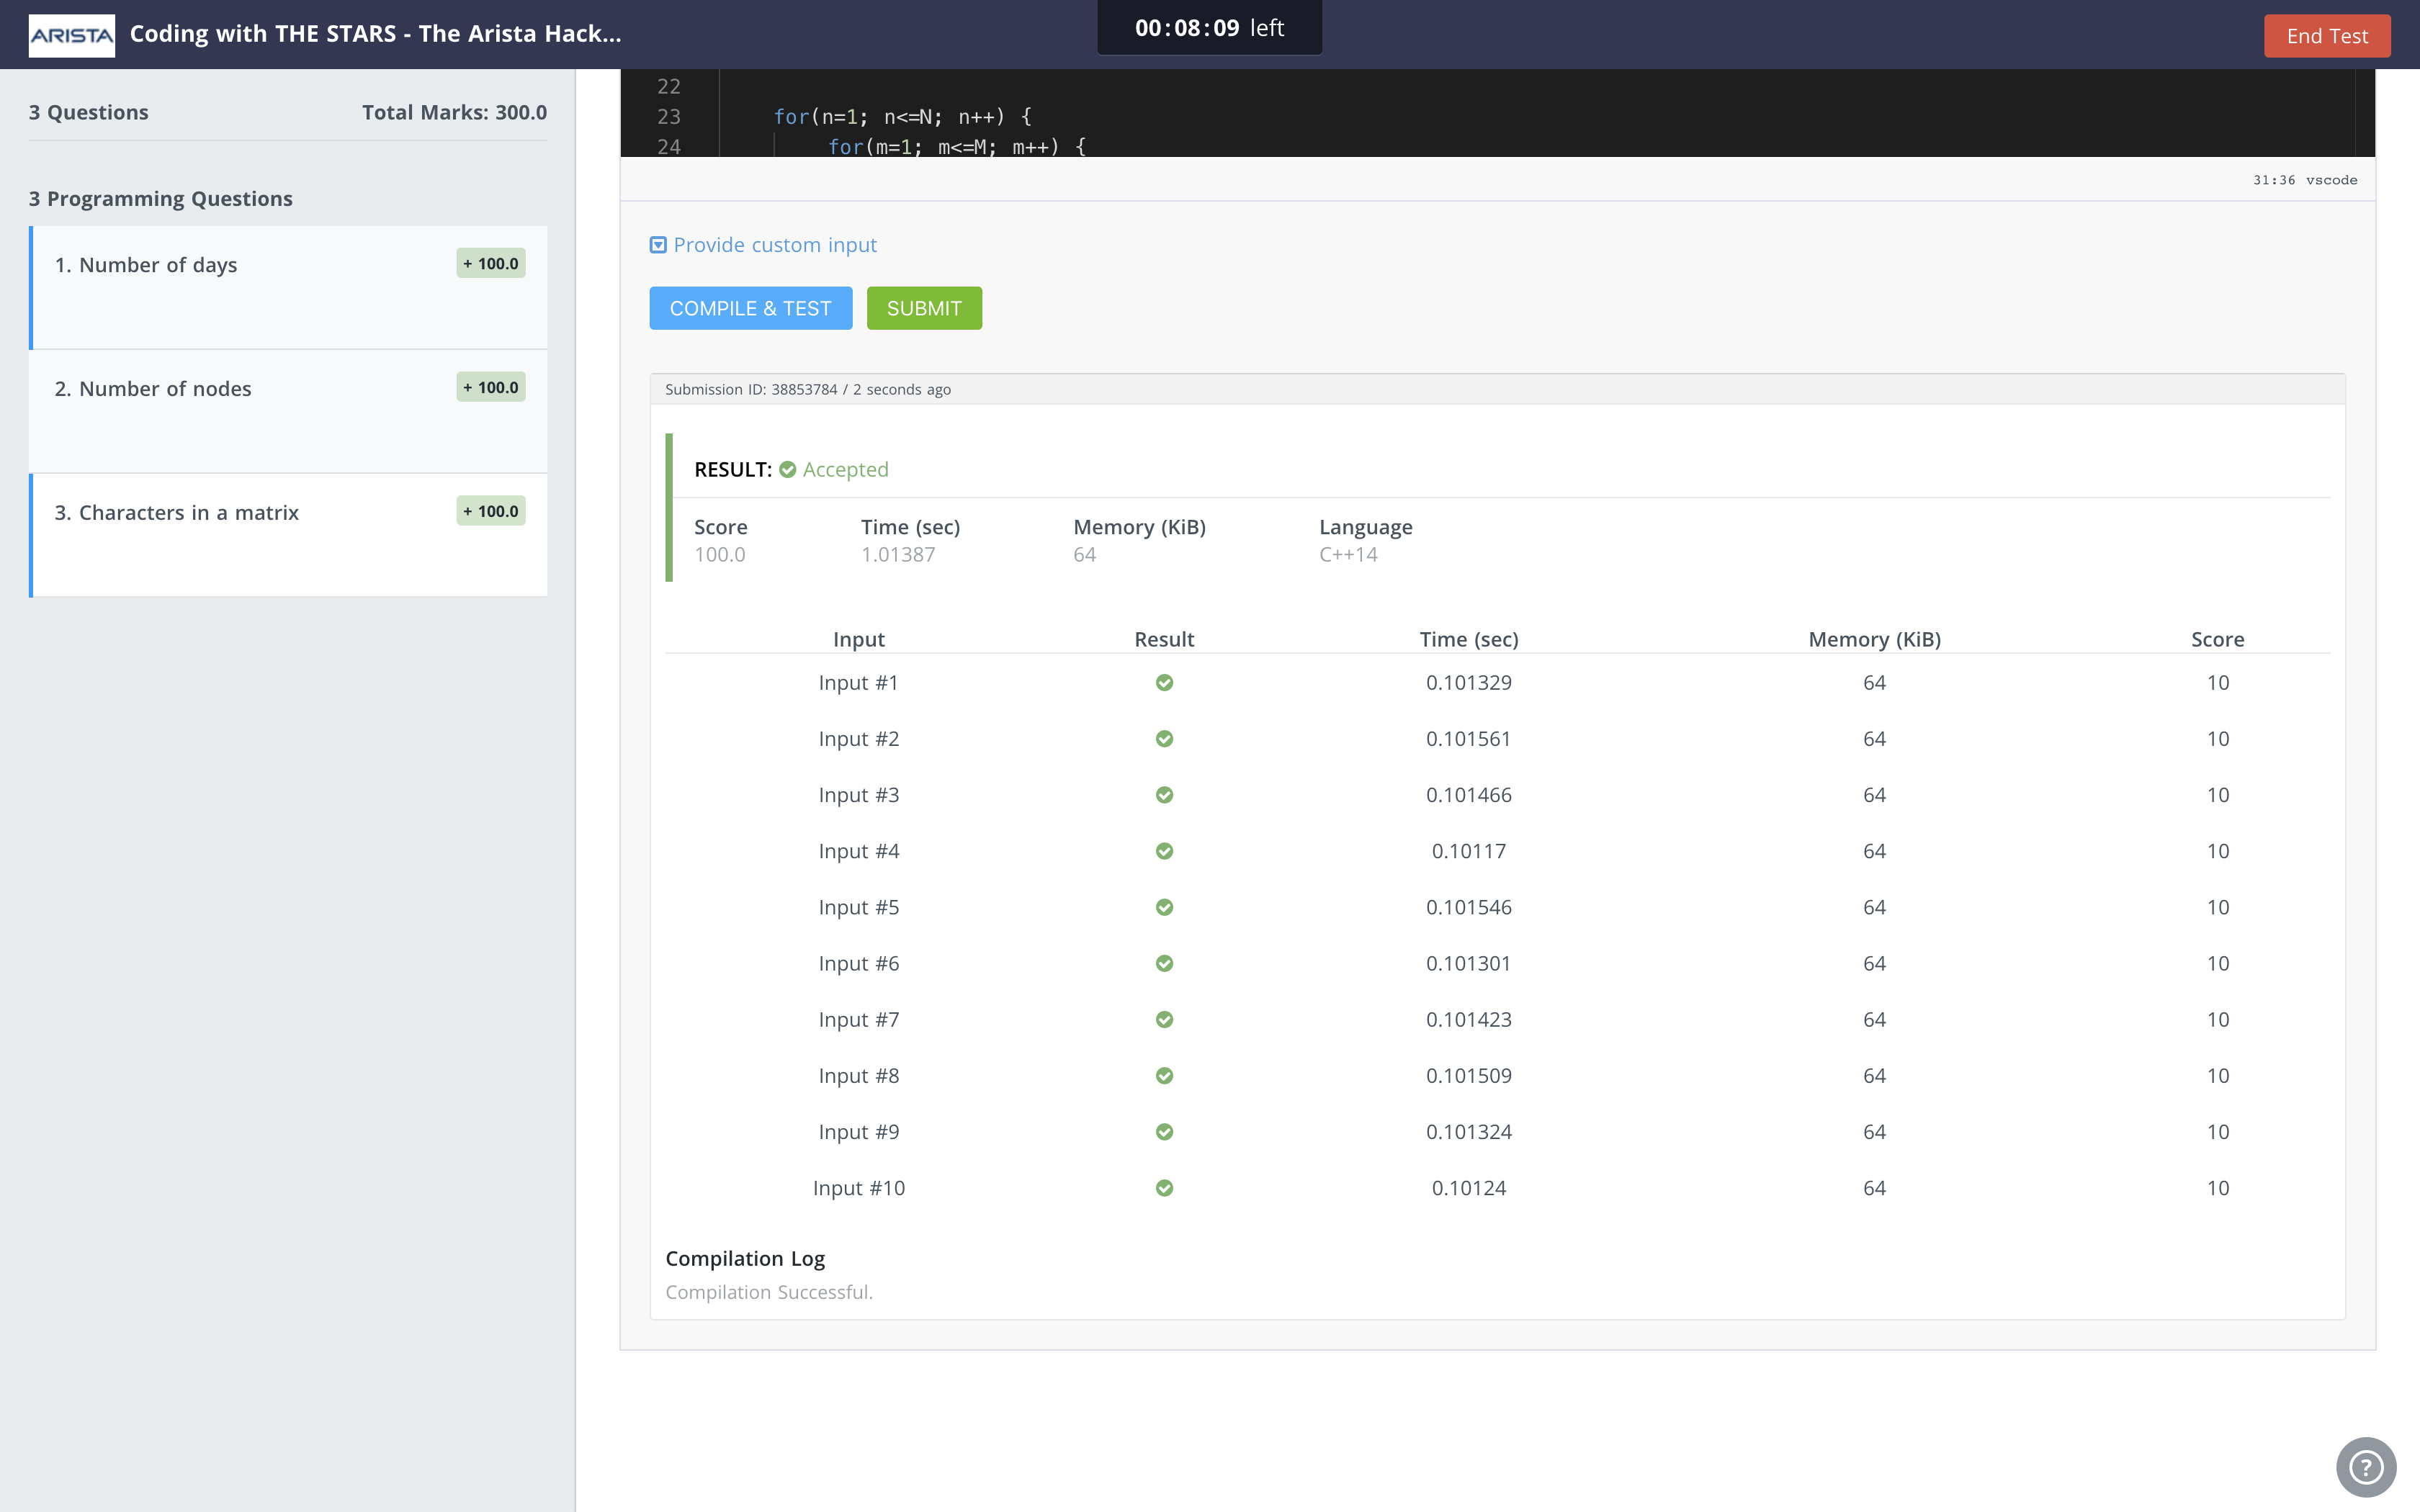 ARISTA Coding with THE STARS - The Arista Hack...
00:08:09 left
End Test
3 Questions Total Marks: 300.0
3 Programming Questions
1. Number of days + 100.0
2. Number of nodes + 100.0
3. Characters in a matrix + 100.0
22
23 for(n=1; n<=N; n++) {
24 for(m=1; m<=M; m++) {
31:36 vscode
Provide custom input
COMPILE & TEST SUBMIT
Submission ID: 38853784 / 2 seconds ago
RESULT: Accepted
Score Time (sec) Memory (KiB) Language
100.0 1.01387 64 C++14
Input Result Time (sec) Memory (KiB) Score
Input #1 0.101329 64 10
Input #2 0.101561 64 10
Input #3 0.101466 64 10
Input #4 0.10117 64 10
Input #5 0.101546 64 10
Input #6 0.101301 64 10
Input #7 0.101423 64 10
Input #8 0.101509 64 10
Input #9 0.101324 64 10
Input #10 0.10124 64 10
Compilation Log
Compilation Successful.
?